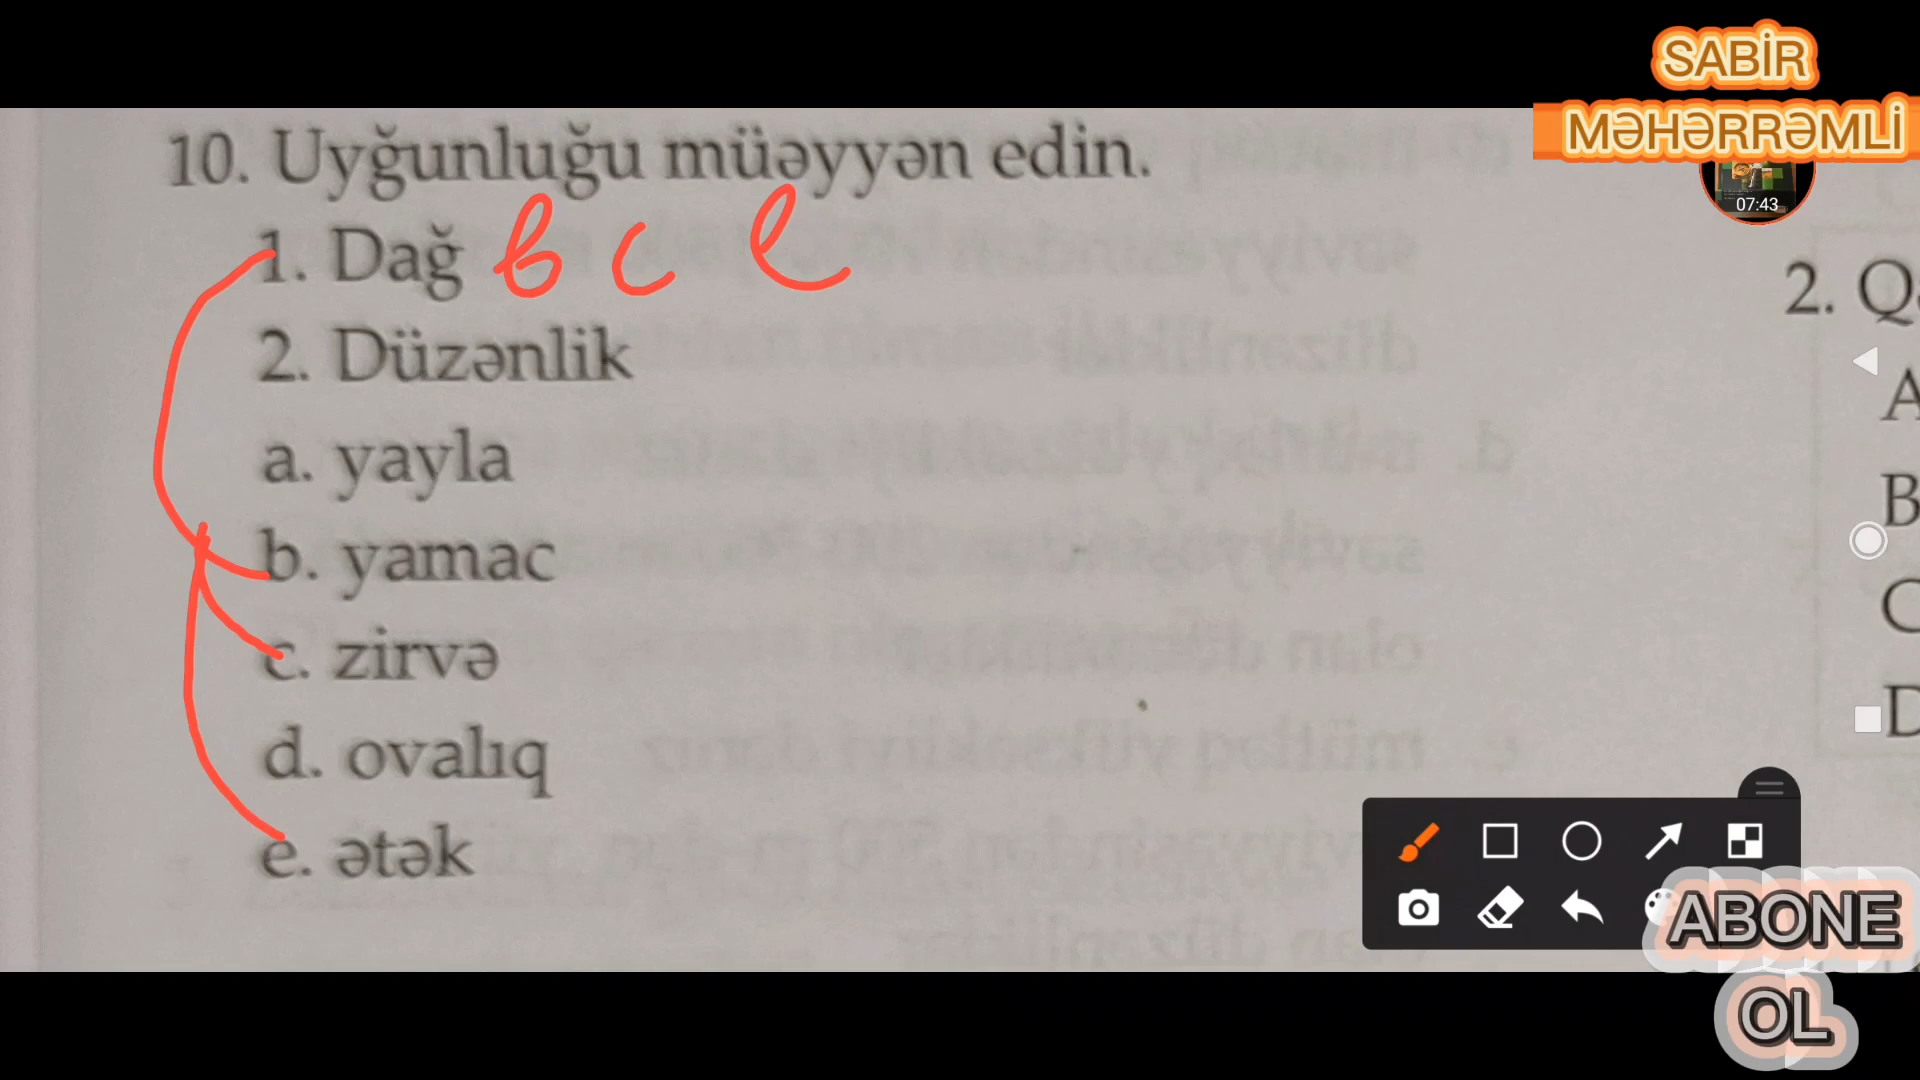 SABİR
MƏHƏRRƏMLİ
07:43
10. Uyğunluğu müəyyən edin.
1. Dağ b c e
2. Düzənlik
a. yayla
b. yamac
c. zirvə
d. ovalıq
e. ətək
2. Q
A
B
C
D
ABONE
OL